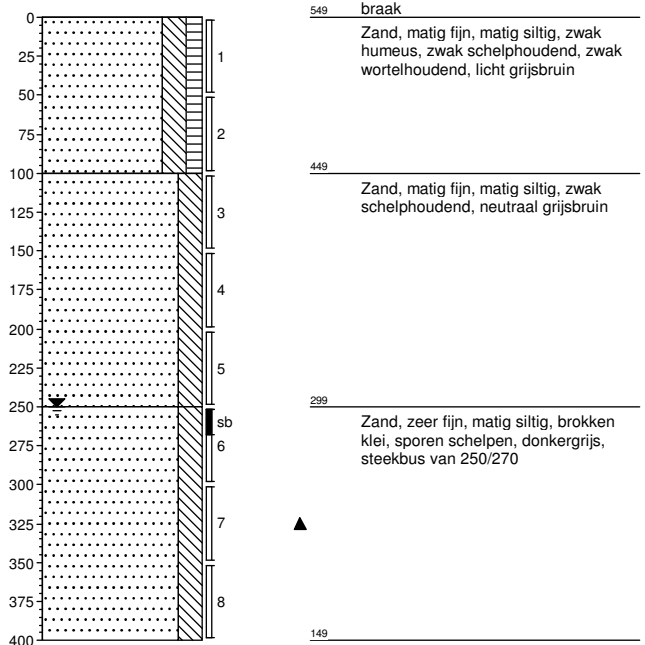 549 braak
0
Zand, matig fijn, matig siltig, zwak
humeus, zwak schelphoudend, zwak
wortelhoudend, licht grijsbruin
25
1
50
75
2
100
449
Zand, matig fijn, matig siltig, zwak
schelphoudend, neutraal grijsbruin
125
3
150
175
4
200
225
5
250
299
Zand, zeer fijn, matig siltig, brokken
klei, sporen schelpen, donkergrijs,
steekbus van 250/270
sb
275
6
300
325
7
350
375
8
400
149